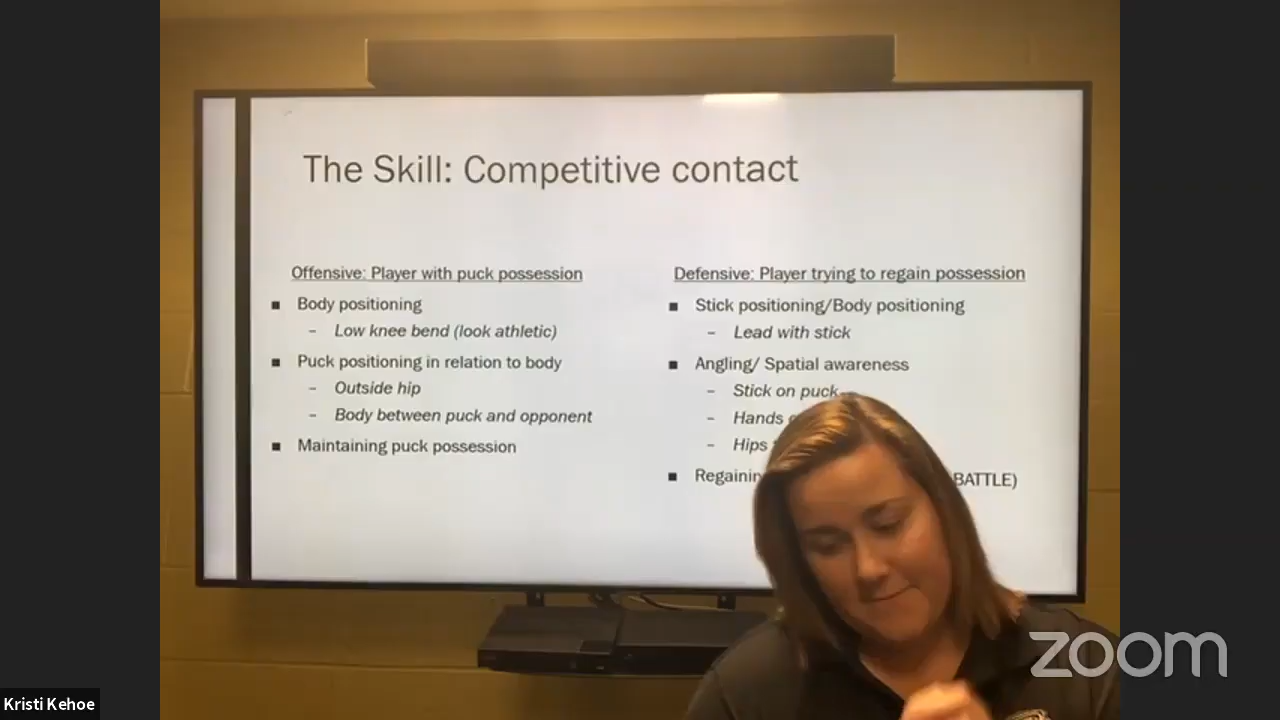 The Skill: Competitive contact
Offensive: Player with puck possession
Body positioning
– Low knee bend (look athletic)
Puck positioning in relation to body
– Outside hip
– Body between puck and opponent
Maintaining puck possession
Defensive: Player trying to regain possession
Stick positioning/Body positioning
– Lead with stick
Angling/ Spatial awareness
– Stick on puck
– Hands
– Hips
BATTLE)
zoom
Kristi Kehoe